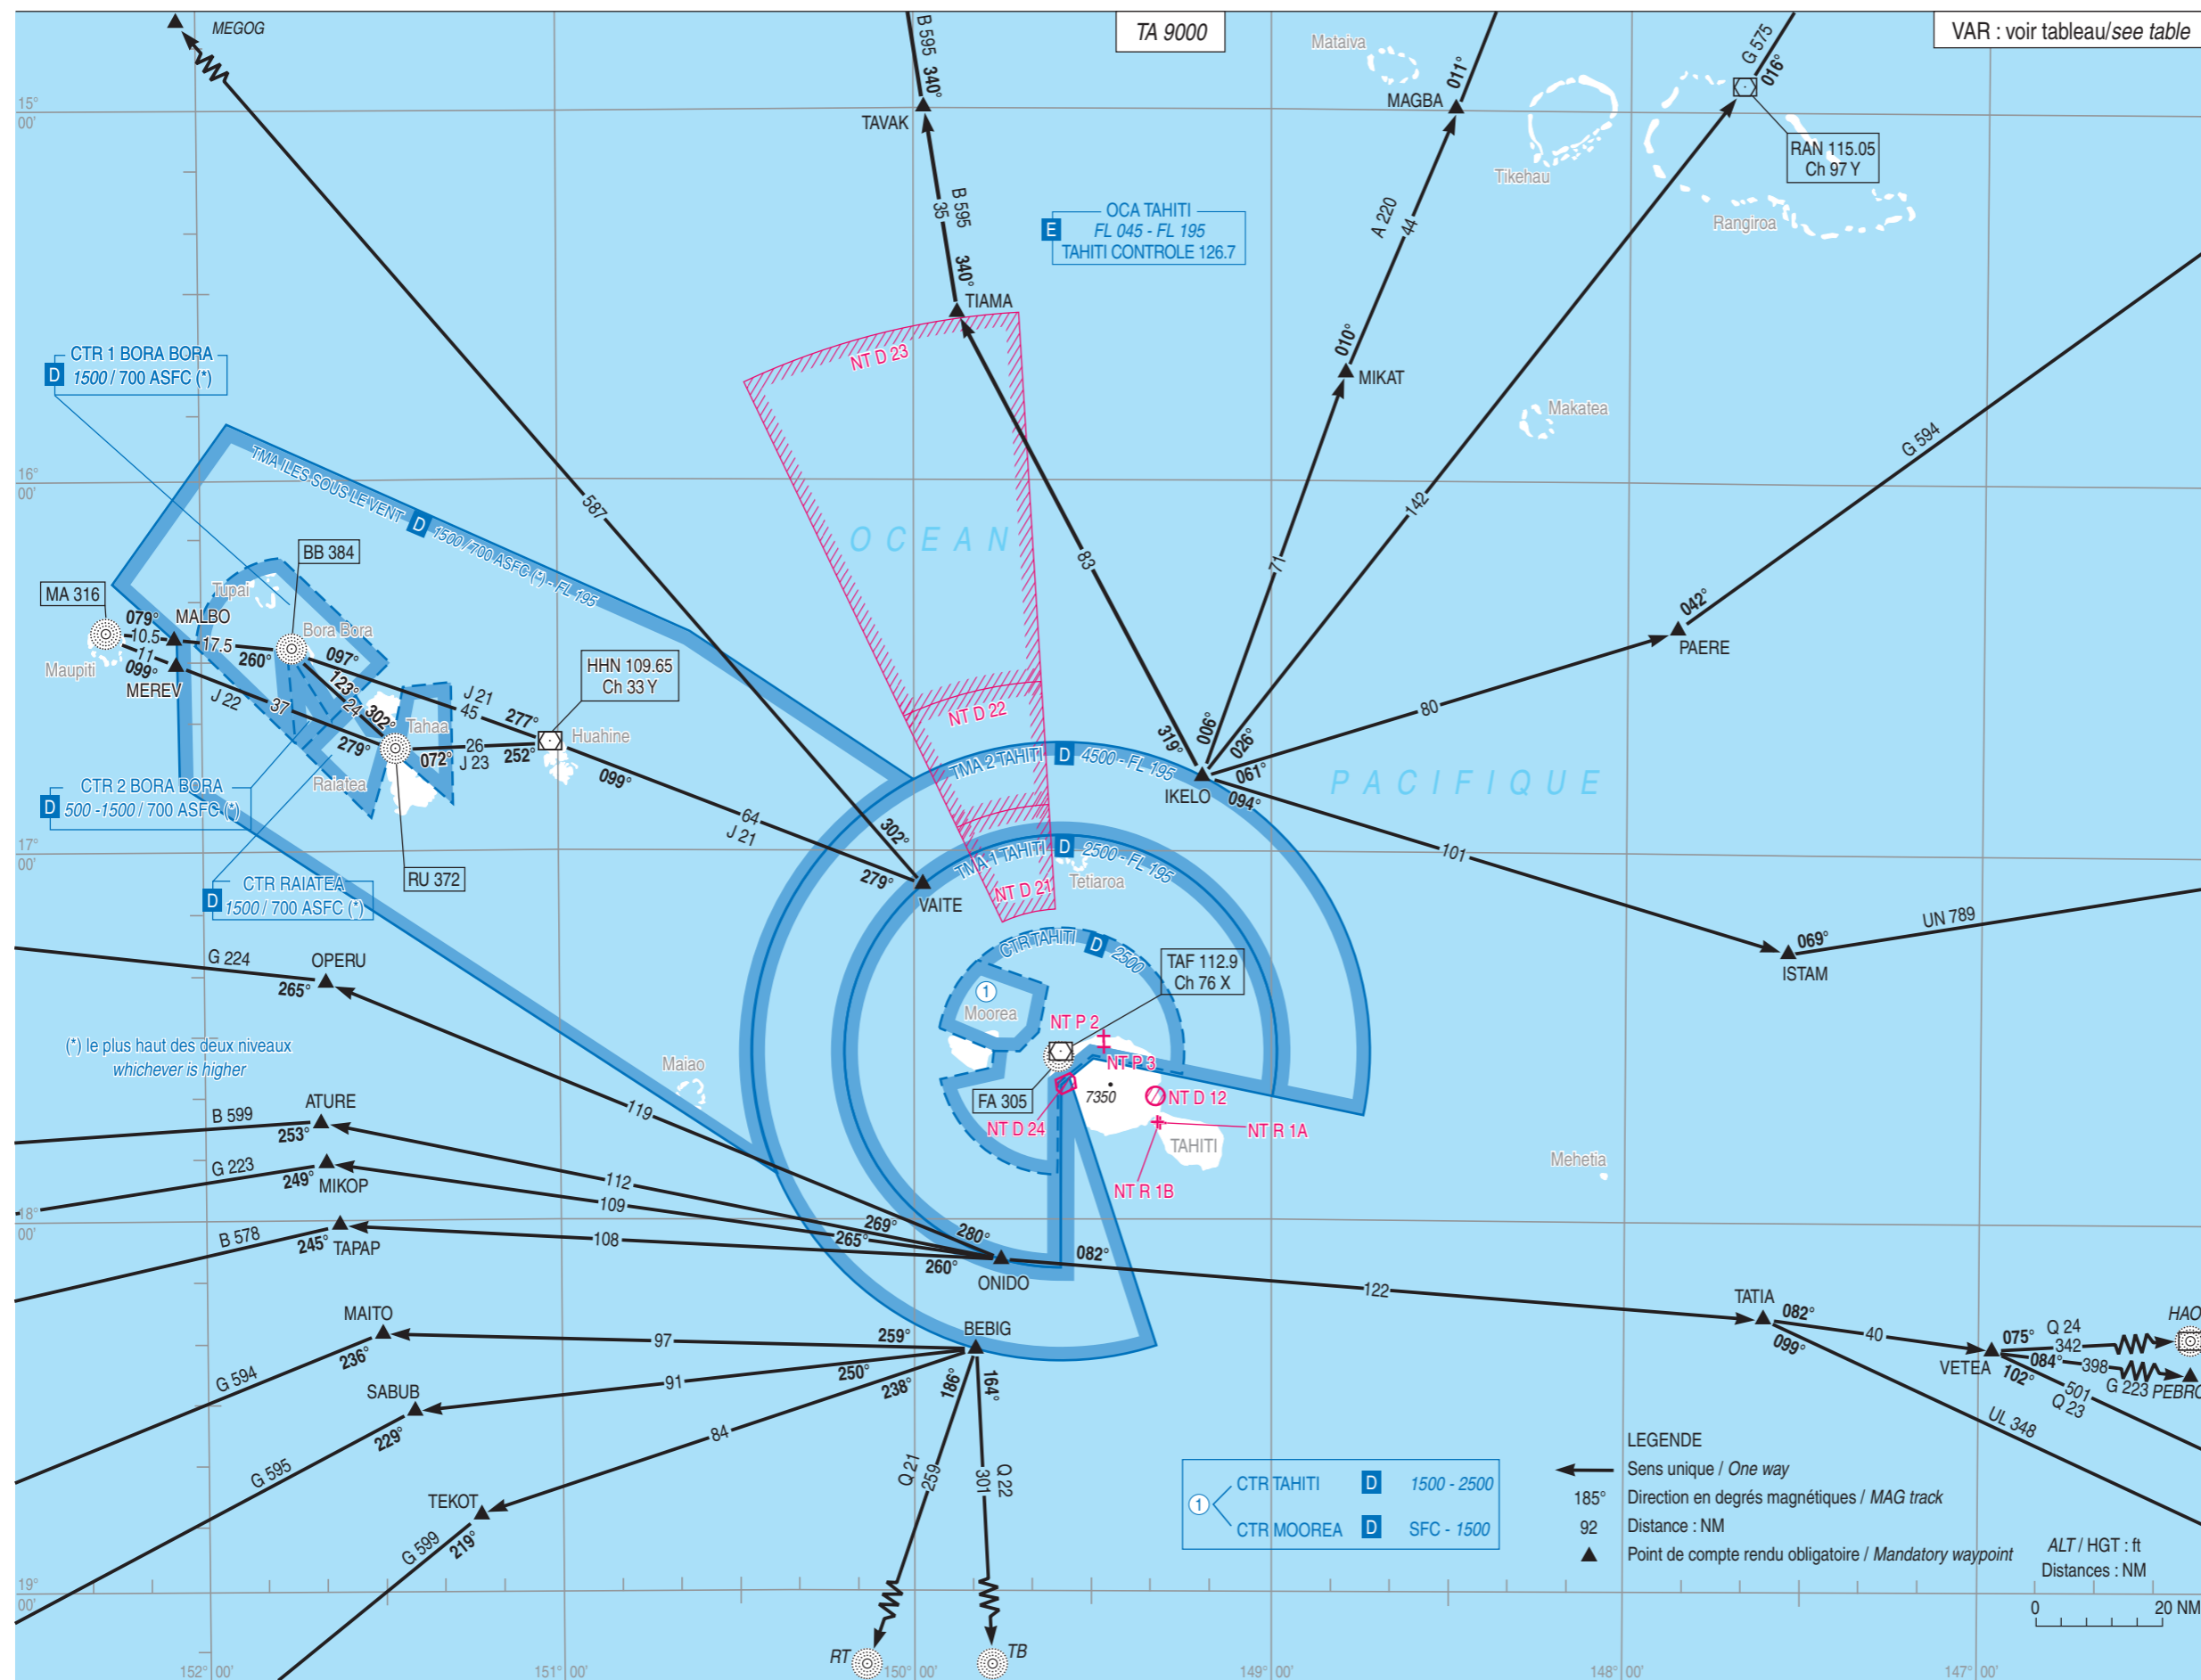 MEGOG
B 595
340°
TA 9000
Mataiva
011°
G 575
016°
VAR : voir tableau/see table
15°
00'
TAVAK
MAGBA
RAN 115.05
Ch 97 Y
Tikehau
Rangiroa
B 595
35
340°
OCA TAHITI
E
FL 045 - FL 195
TAHITI CONTROLE 126.7
A 220
44
TIAMA
010°
MIKAT
NT D 23
CTR 1 BORA BORA
D
1500 / 700 ASFC (*)
Makatea
G 594
16°
00'
TMA ILES SOUS LE VENT D 1500 / 700 ASFC (*) - FL 195
587
142
OCEAN
83
71
BB 384
MA 316
Tupai
079°
MALBO
10.5
17.5
260°
Bora Bora
097°
11
099°
Maupiti
MEREV
J 22
37
123°
24
302°
279°
Tahaa
072°
J 21
45
277°
26
J 23
252°
HHN 109.65
Ch 33 Y
Huahine
099°
Raiatea
042°
PAERE
80
NT D 22
TMA 2 TAHITI D 4500 - FL 195
319°
006°
026°
061°
094°
IKELO
PACIFIQUE
CTR 2 BORA BORA
D
500 -1500 / 700 ASFC (*)
64
J 21
302°
279°
VAITE
101
TMA 1 TAHITI D 2500 - FL 195
Tetiaroa
NT D 21
17°
00'
RU 372
CTR RAIATEA
D
1500 / 700 ASFC (*)
UN 789
069°
ISTAM
G 224
OPERU
265°
CTR TAHITI D 2500
TAF 112.9
Ch 76 X
1
Moorea
NT P 2
NT P 3
7350
NT D 12
FA 305
NT D 24
NT R 1A
TAHITI
NT R 1B
Mehetia
(*) le plus haut des deux niveaux
whichever is higher
Maiao
119
B 599
ATURE
253°
G 223
249°
MIKOP
112
109
18°
00'
B 578
245°
TAPAP
108
269°
265°
260°
280°
082°
ONIDO
122
TATIA
082°
099°
40
VETEA
075°
Q 24
342
HAO
084°
398
G 223
PEBRO
102°
501
Q 23
UL 348
MAITO
236°
97
259°
BEBIG
G 594
SABUB
229°
91
250°
238°
186°
164°
G 595
84
TEKOT
219°
G 599
Q 21
259
301
Q 22
1
CTR TAHITI D 1500 - 2500
CTR MOOREA D SFC - 1500
LEGENDE
Sens unique / One way
185° Direction en degrés magnétiques / MAG track
92 Distance : NM
Point de compte rendu obligatoire / Mandatory waypoint
ALT / HGT : ft
Distances : NM
0 20 NM
19°
00'
RT
TB
152° 00'
151° 00'
150° 00'
149° 00'
148° 00'
147° 00'